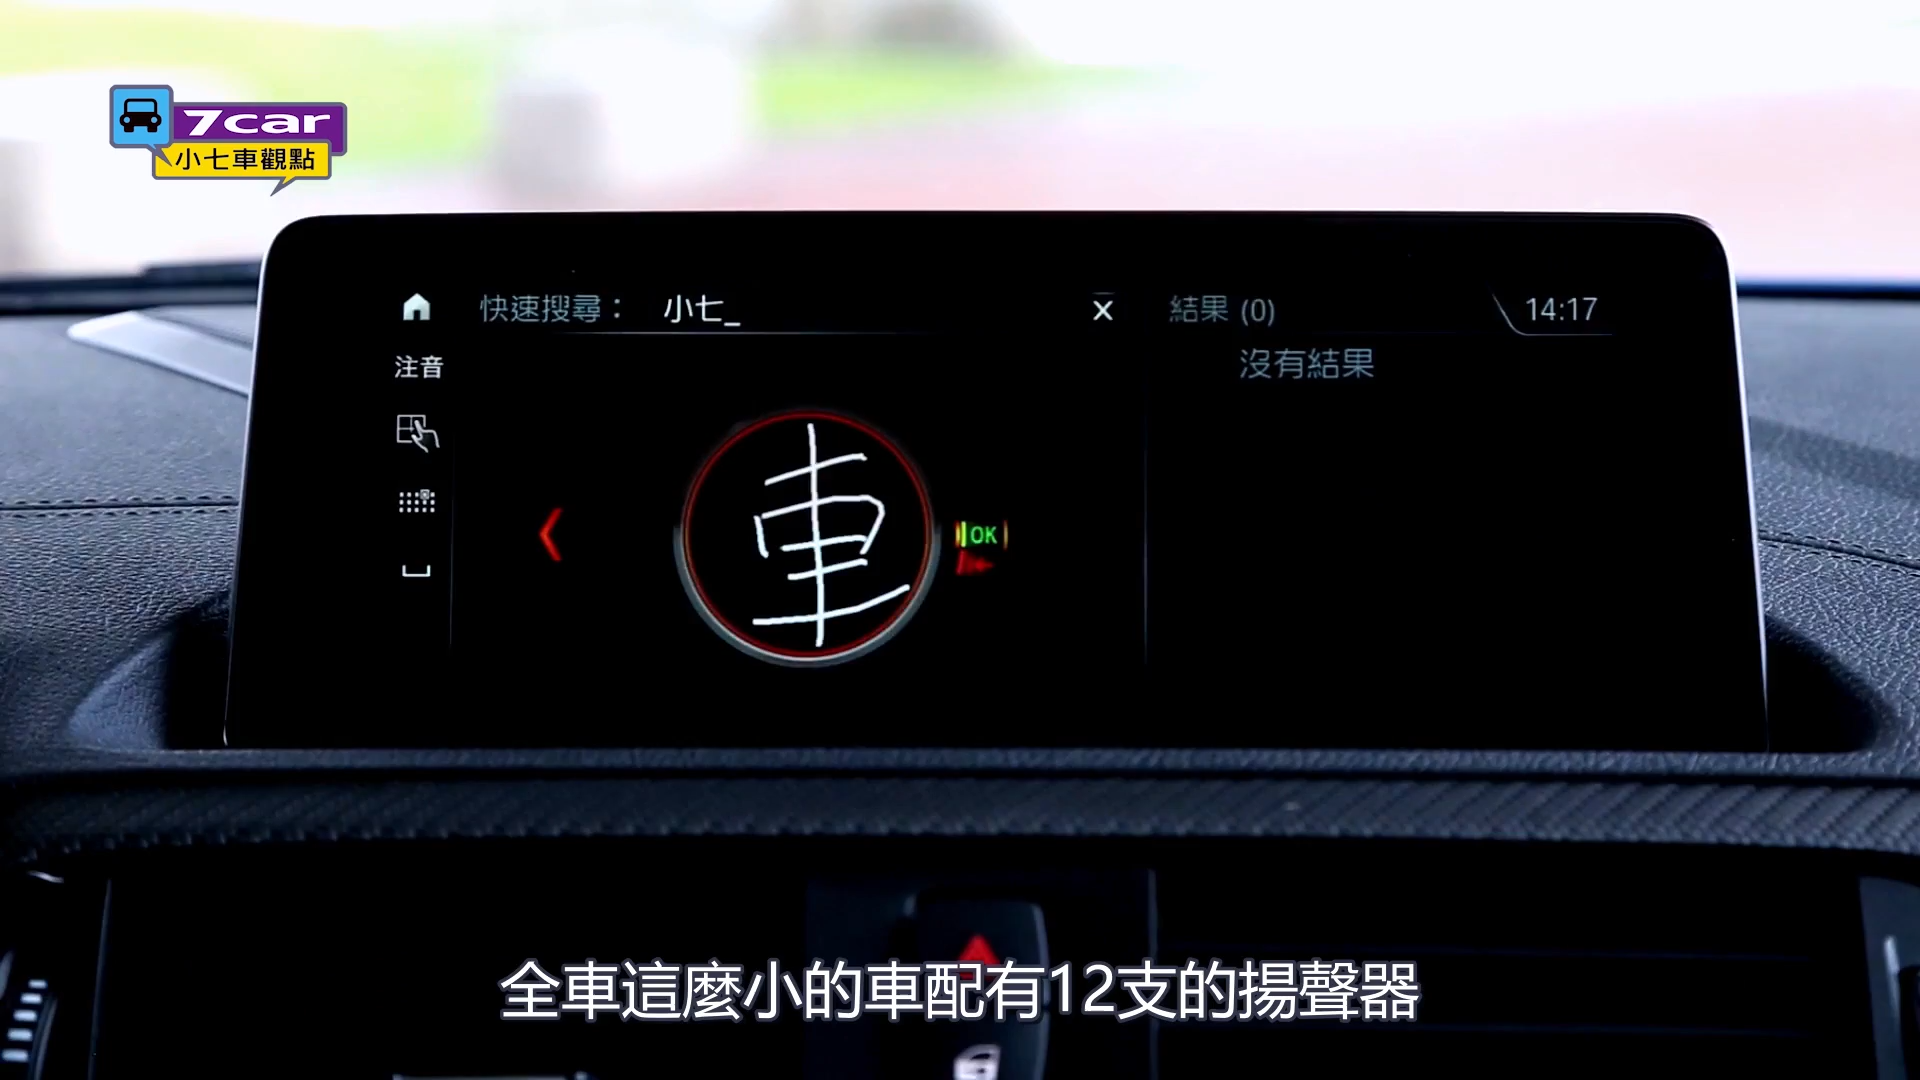 7car
小七車觀點
快速搜尋： 小七_ X 結果 (0) 14:17
注音
沒有結果
車
OK
全車這麼小的車配有12支的揚聲器